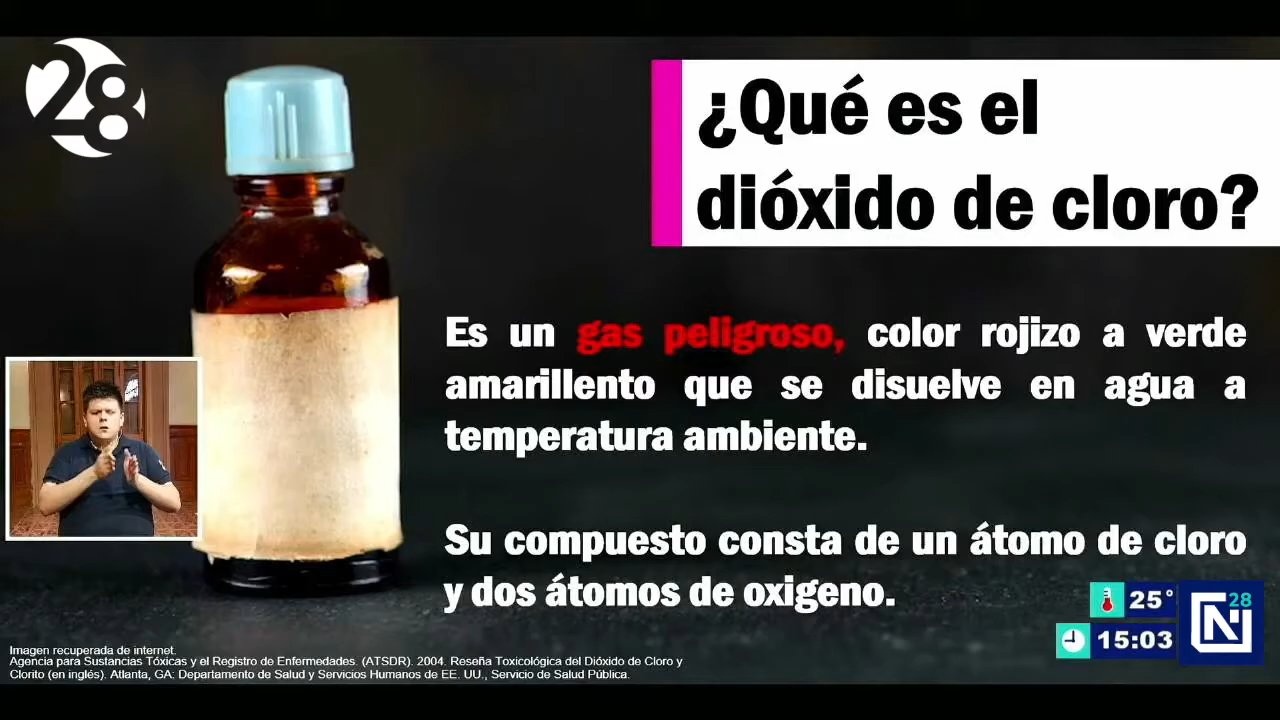 28
¿Qué es el
dióxido de cloro?
Es un gas peligroso, color rojizo a verde
amarillento que se disuelve en agua a
temperatura ambiente.
Su compuesto consta de un átomo de cloro
y dos átomos de oxigeno.
25°
28
15:03
N
Imagen recuperada de internet.
Agencia para Sustancias Tóxicas y el Registro de Enfermedades. (ATSDR). 2004. Reseña Toxicológica del Dióxido de Cloro y
Clorito (en inglés). Atlanta, GA: Departamento de Salud y Servicios Humanos de EE. UU., Servicio de Salud Pública.